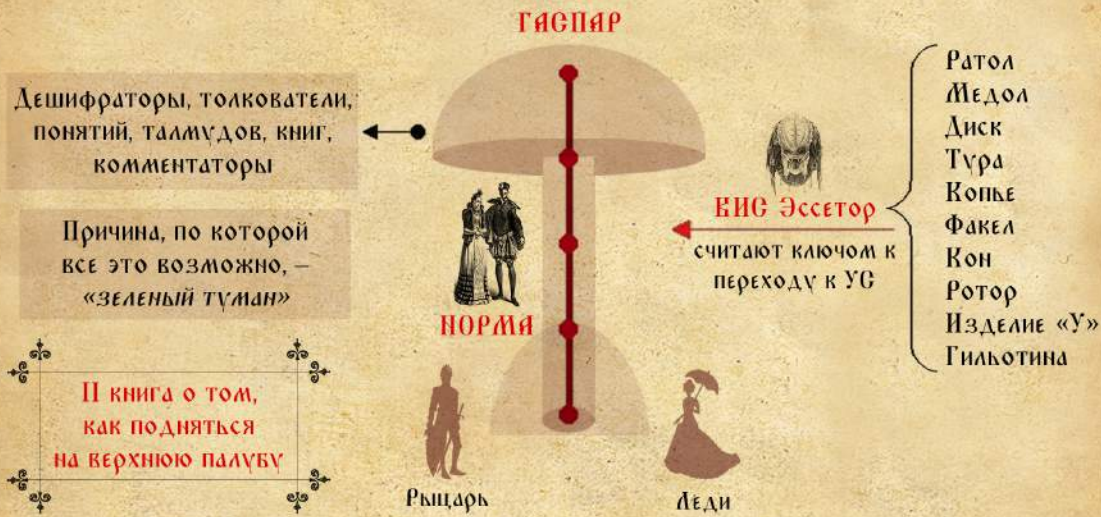 ГАСПАР
Дешифраторы, толкователи,
понятий, талмудов, книг,
комментаторы
Причина, по которой
все это возможно, –
«зеленый туман»
II книга о том,
как подняться
на верхнюю палубу
НОРМА
Рыцарь
Леди
ВИС Эссетор
считают ключом к
переходу к УС
Ратол
Медол
Диск
Тура
Копье
Факел
Кон
Ротор
Изделие «У»
Гильотина